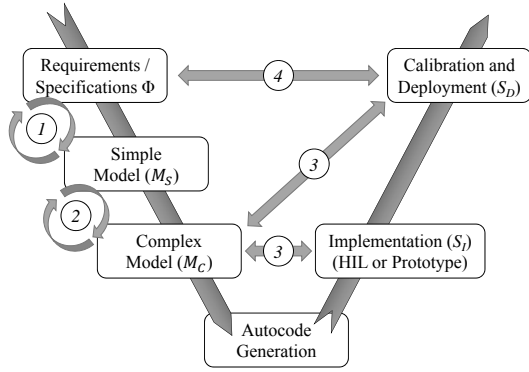 Requirements /
Specifications Φ
4
Calibration and
Deployment (S_D)
1
Simple
Model (M_S)
3
2
Complex
Model (M_C)
3
Implementation (S_I)
(HIL or Prototype)
Autocode
Generation